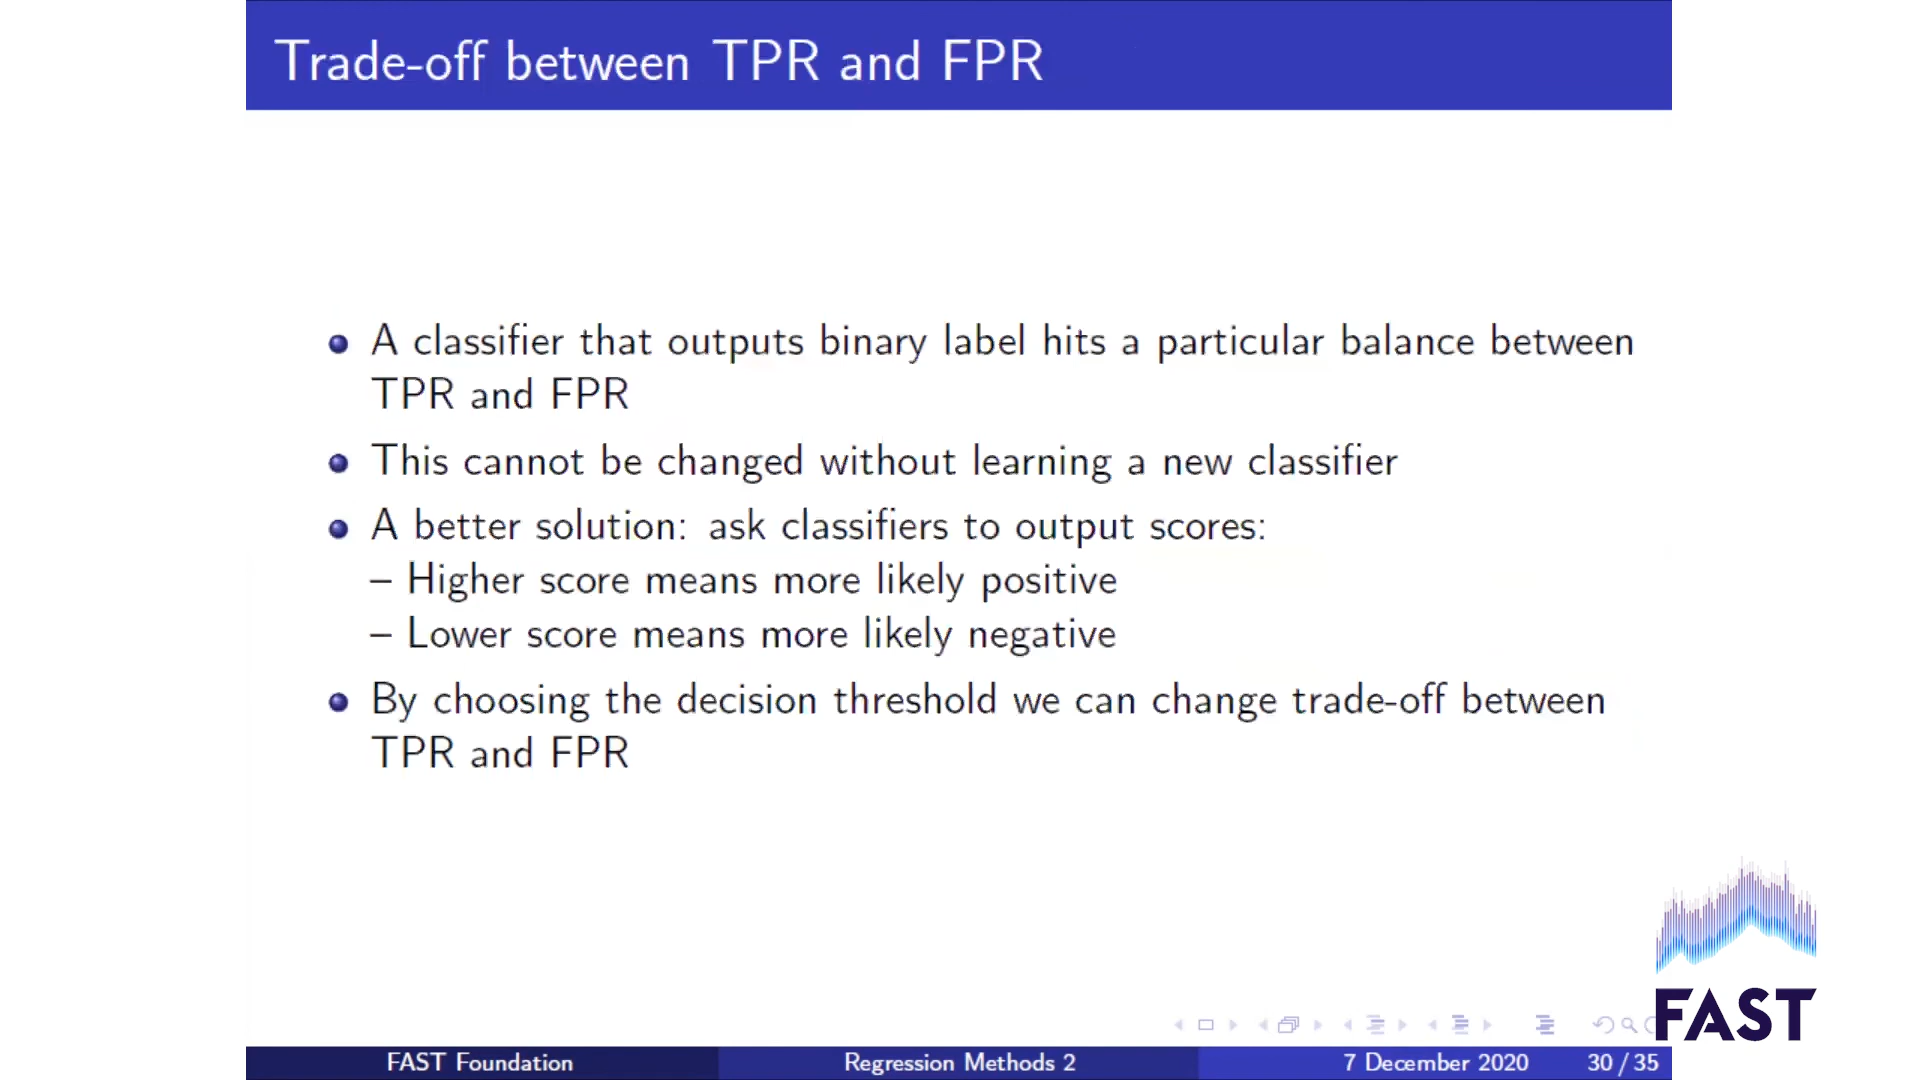 Trade-off between TPR and FPR
A classifier that outputs binary label hits a particular balance between
TPR and FPR
This cannot be changed without learning a new classifier
A better solution: ask classifiers to output scores:
– Higher score means more likely positive
– Lower score means more likely negative
By choosing the decision threshold we can change trade-off between
TPR and FPR
FAST
FAST Foundation
Regression Methods 2
7 December 2020
30 / 35